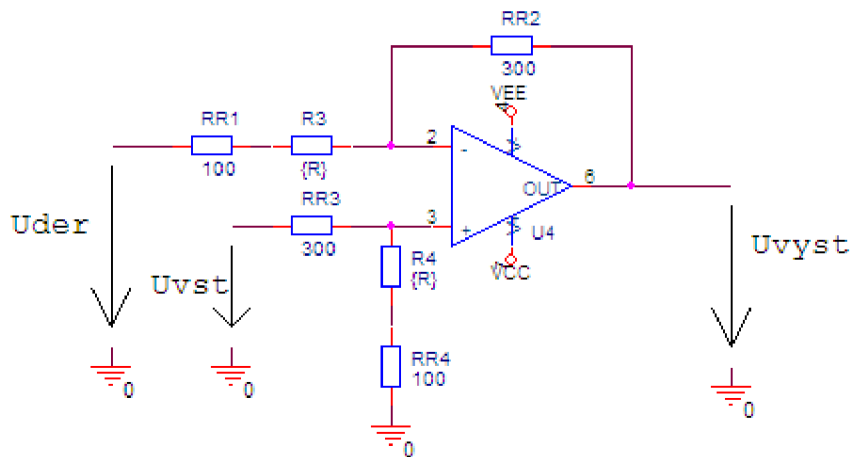 RR2
300
VEE
4
RR1
R3
100
{R}
2
-
OUT
6
Uder
RR3
300
3
+
U4
Uvst
R4
{R}
VCC
Uvyst
RR4
100
0
0
0
0